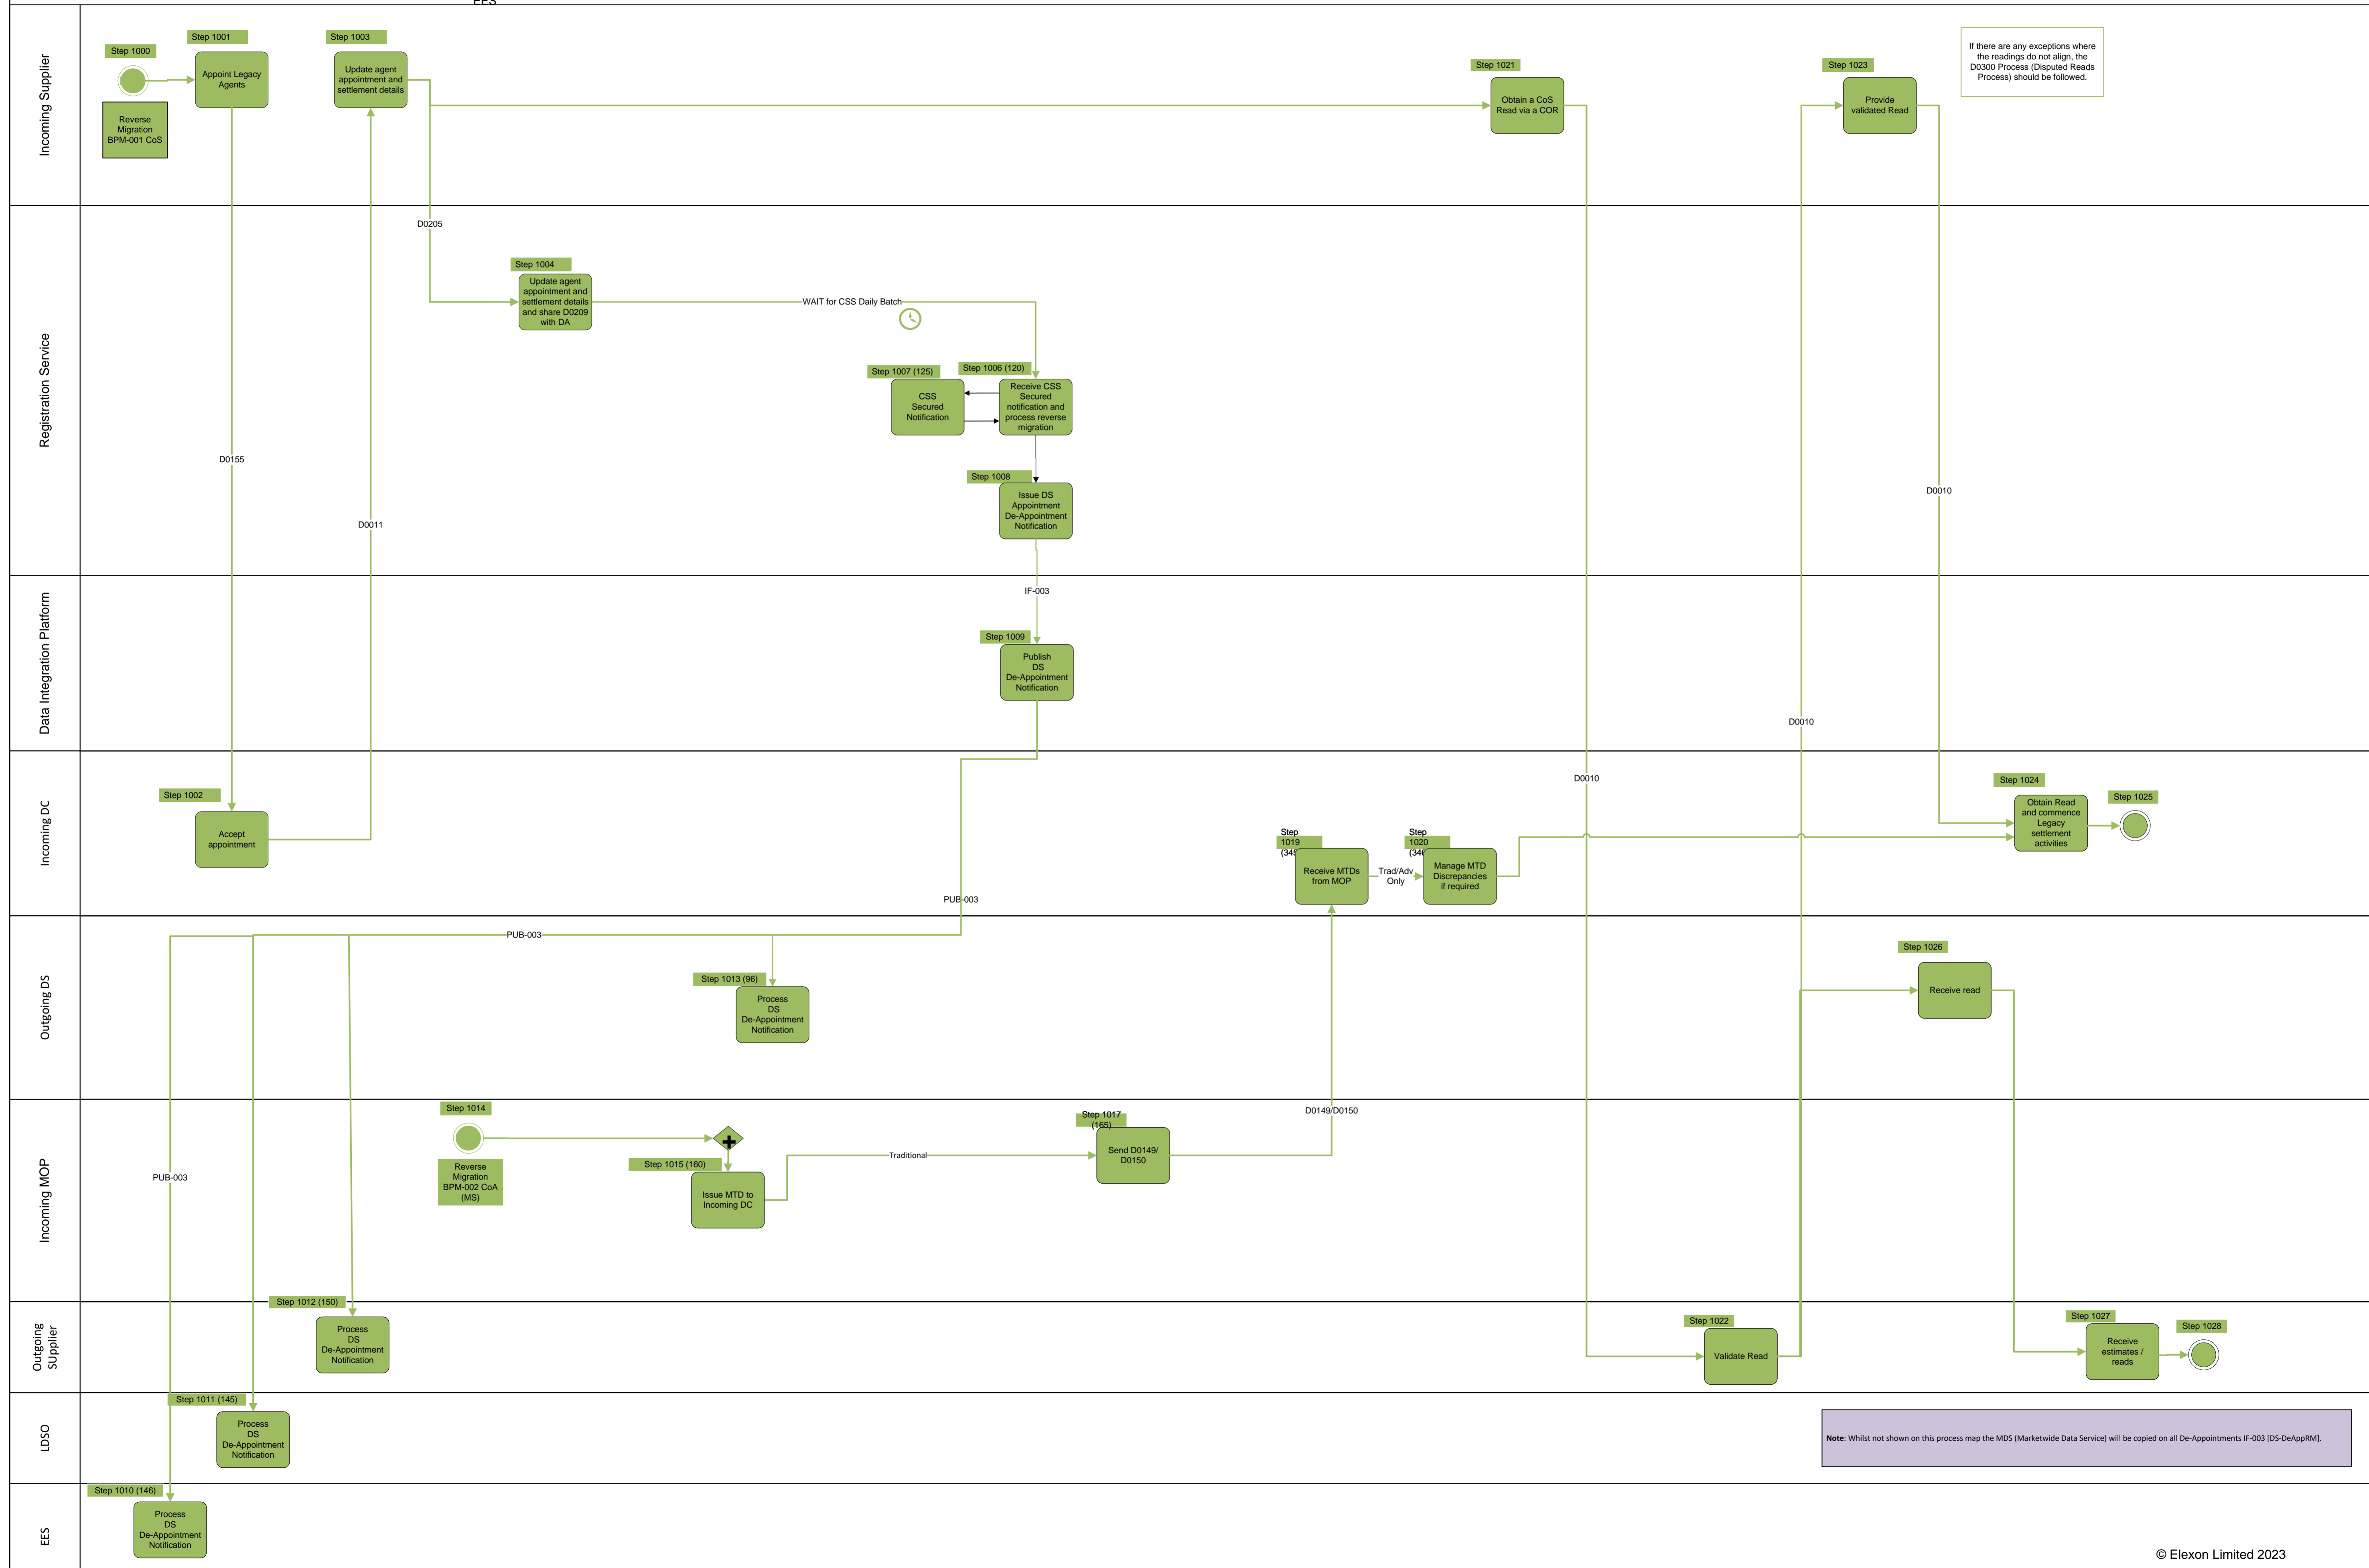 EES
Incoming Supplier
Step 1000
Reverse
Migration
BPM-001 CoS
Step 1001
Appoint Legacy
Agents
Step 1003
Update agent
appointment and
settlement details
Step 1021
Obtain a CoS
Read via a COR
Step 1023
Provide
validated Read
If there are any exceptions where
the readings do not align, the
D0300 Process (Disputed Reads
Process) should be followed.
Registration Service
D0205
Step 1004
Update agent
appointment and
settlement details
and share D0209
with DA
WAIT for CSS Daily Batch
Step 1007 (125)
CSS
Secured
Notification
Step 1006 (120)
Receive CSS
Secured
notification and
process reverse
migration
D0155
D0011
Step 1008
Issue DS
Appointment
De-Appointment
Notification
D0010
Data Integration Platform
IF-003
Step 1009
Publish
DS
De-Appointment
Notification
D0010
Incoming DC
D0010
Step 1002
Accept
appointment
Step
1019
Receive MTDs
from MOP
Trad/Adv
Only
Step
1020
Manage MTD
Discrepancies
if required
Step 1024
Obtain Read
and commence
Legacy
settlement
activities
Step 1025
PUB-003
Outgoing DS
PUB-003
Step 1013 (96)
Process
DS
De-Appointment
Notification
Step 1026
Receive read
Incoming MOP
Step 1014
Reverse
Migration
BPM-002 CoA
(MS)
Step 1015 (160)
Issue MTD to
Incoming DC
Traditional
Step 1017
(165)
Send D0149/
D0150
D0149/D0150
PUB-003
Outgoing
SUpplier
Step 1012 (150)
Process
DS
De-Appointment
Notification
Step 1022
Validate Read
Step 1027
Receive
estimates /
reads
Step 1028
LDSO
Step 1011 (145)
Process
DS
De-Appointment
Notification
Note: Whilst not shown on this process map the MDS (Marketwide Data Service) will be copied on all De-Appointments IF-003 [DS-DeAppRM].
EES
Step 1010 (146)
Process
DS
De-Appointment
Notification
© Elexon Limited 2023